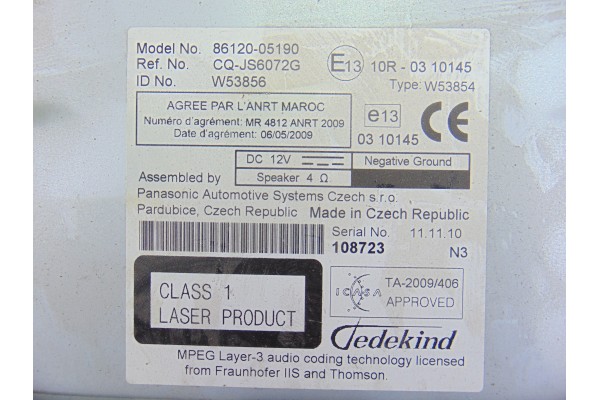 Model No. 86120-05190
Ref. No. CQ-JS6072G
ID No. W53856
E13 10R - 03 10145
Type: W53854
AGREE PAR L'ANRT MAROC
Numéro d'agrément: MR 4812 ANRT 2009
Date d'agrément: 06/05/2009
e13
03 10145
CE
DC 12V Negative Ground
Speaker 4 Ω
Assembled by
Panasonic Automotive Systems Czech s.r.o.
Pardubice, Czech Republic Made in Czech Republic
Serial No. 11.11.10
108723 N3
CLASS 1
LASER PRODUCT
ICASA
TA-2009/406
APPROVED
Tedekind
MPEG Layer-3 audio coding technology licensed
from Fraunhofer IIS and Thomson.